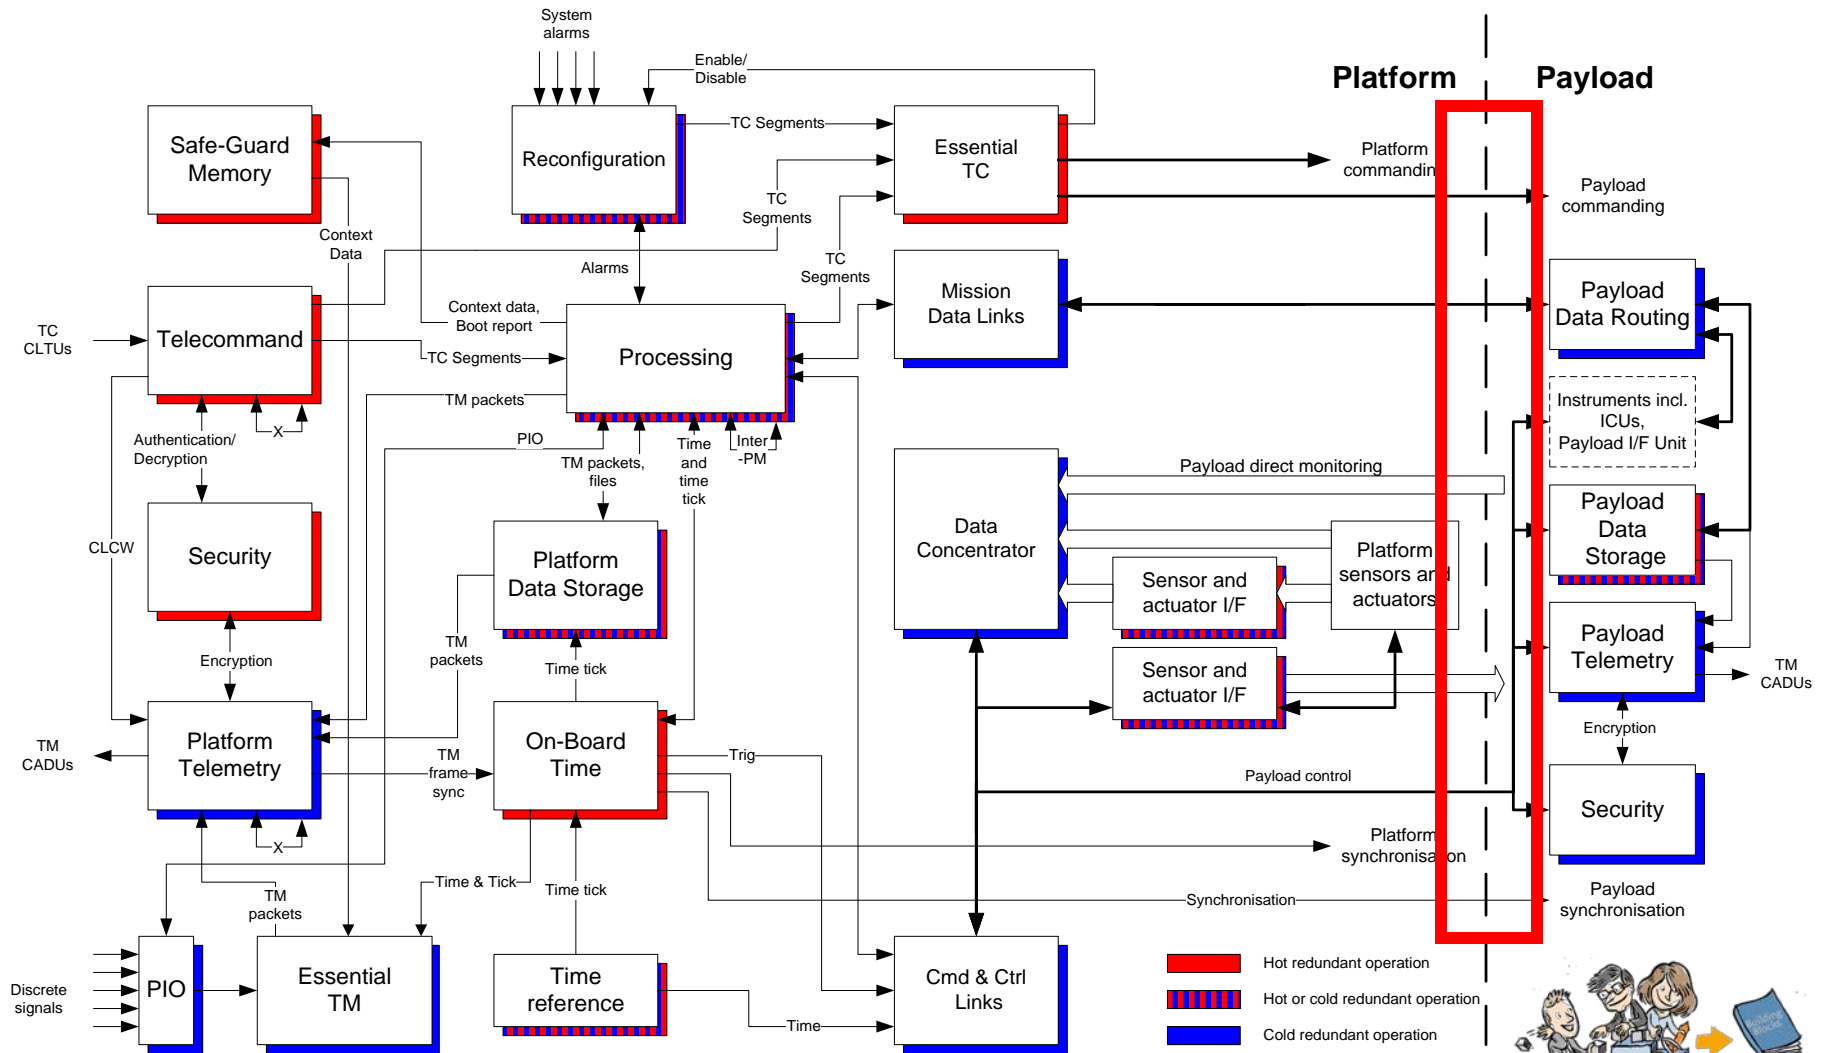 System
alarms
Enable/
Disable
Platform
Payload
Safe-Guard
Memory
Reconfiguration
TC Segments
Essential
TC
Platform
commandin
Payload
commanding
TC
Segments
Context
Data
Alarms
TC
Segments
Mission
Data Links
Payload
Data Routing
TC
CLTUs
Telecommand
Context data,
Boot report
TC Segments
Processing
TM packets
Instruments incl.
ICUs,
Payload I/F Unit
X
Authentication/
Decryption
PIO
TM packets,
files
Time
and
time
tick
Inter
-PM
Payload direct monitoring
CLCW
Security
Platform
Data Storage
Data
Concentrator
Sensor and
actuator I/F
Platform
sensors and
actuators
Payload
Data
Storage
Encryption
TM
packets
Time tick
Sensor and
actuator I/F
Payload
Telemetry
TM
CADUs
TM
CADUs
Platform
Telemetry
TM
frame
sync
On-Board
Time
Trig
Encryption
Payload control
Security
X
Platform
synchronisation
Time & Tick
Time tick
TM
packets
Synchronisation
Payload
synchronisation
Discrete
signals
PIO
Essential
TM
Time
reference
Time
Cmd & Ctrl
Links
Hot redundant operation
Hot or cold redundant operation
Cold redundant operation
Building
Blocks